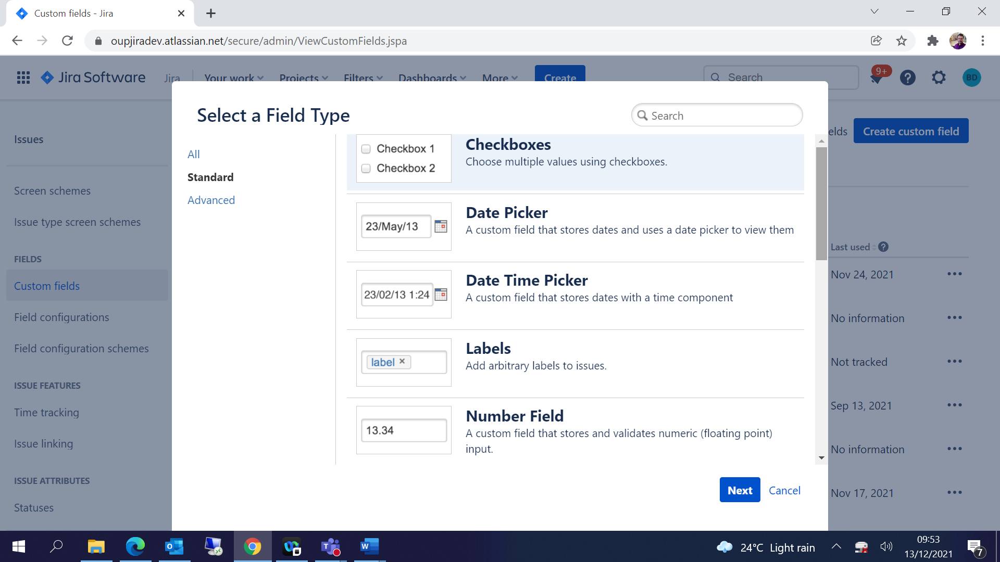 Custom fields - Jira
oupjiradev.atlassian.net/secure/admin/ViewCustomFields.jspa
Jira Software
Jira
Your work
Projects
Filters
Dashboards
More
Create
Search
9+
BD
Select a Field Type
Search
elds
Create custom field
Issues
Screen schemes
Issue type screen schemes
FIELDS
Custom fields
Field configurations
Field configuration schemes
ISSUE FEATURES
Time tracking
Issue linking
ISSUE ATTRIBUTES
Statuses
All
Standard
Advanced
Checkbox 1
Checkbox 2
Checkboxes
Choose multiple values using checkboxes.
23/May/13
Date Picker
A custom field that stores dates and uses a date picker to view them
23/02/13 1:24
Date Time Picker
A custom field that stores dates with a time component
label
Labels
Add arbitrary labels to issues.
13.34
Number Field
A custom field that stores and validates numeric (floating point)
input.
Next
Cancel
Last used
Nov 24, 2021
No information
Not tracked
Sep 13, 2021
No information
Nov 17, 2021
24°C Light rain
09:53
13/12/2021
7